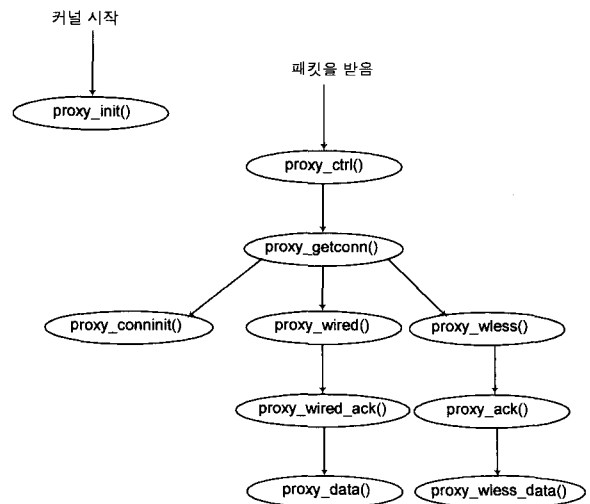 커널 시작
패킷을 받음
proxy_init()
proxy_ctrl()
proxy_getconn()
proxy_conninit()
proxy_wired()
proxy_wless()
proxy_wired_ack()
proxy_ack()
proxy_data()
proxy_wless_data()